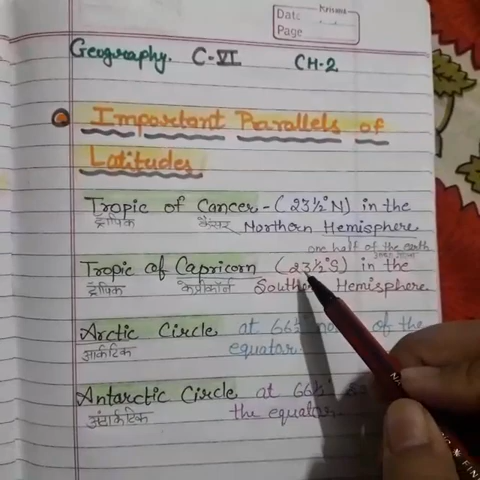 Date
Page
Geography. C-VI CH-2
Important Parallels of
Latitudes
Tropic of Cancer - (23½°N) in the
ट्रॉपिक कैंसर Northern Hemisphere
one half of the earth
Tropic of Capricorn (23½°S) in the
ट्रॉपिक कैप्रीकॉर्न Southern Hemisphere
Arctic Circle at 66½° of the
आर्कटिक equator.
Antarctic Circle at 66½°
अंटार्कटिक the equator.